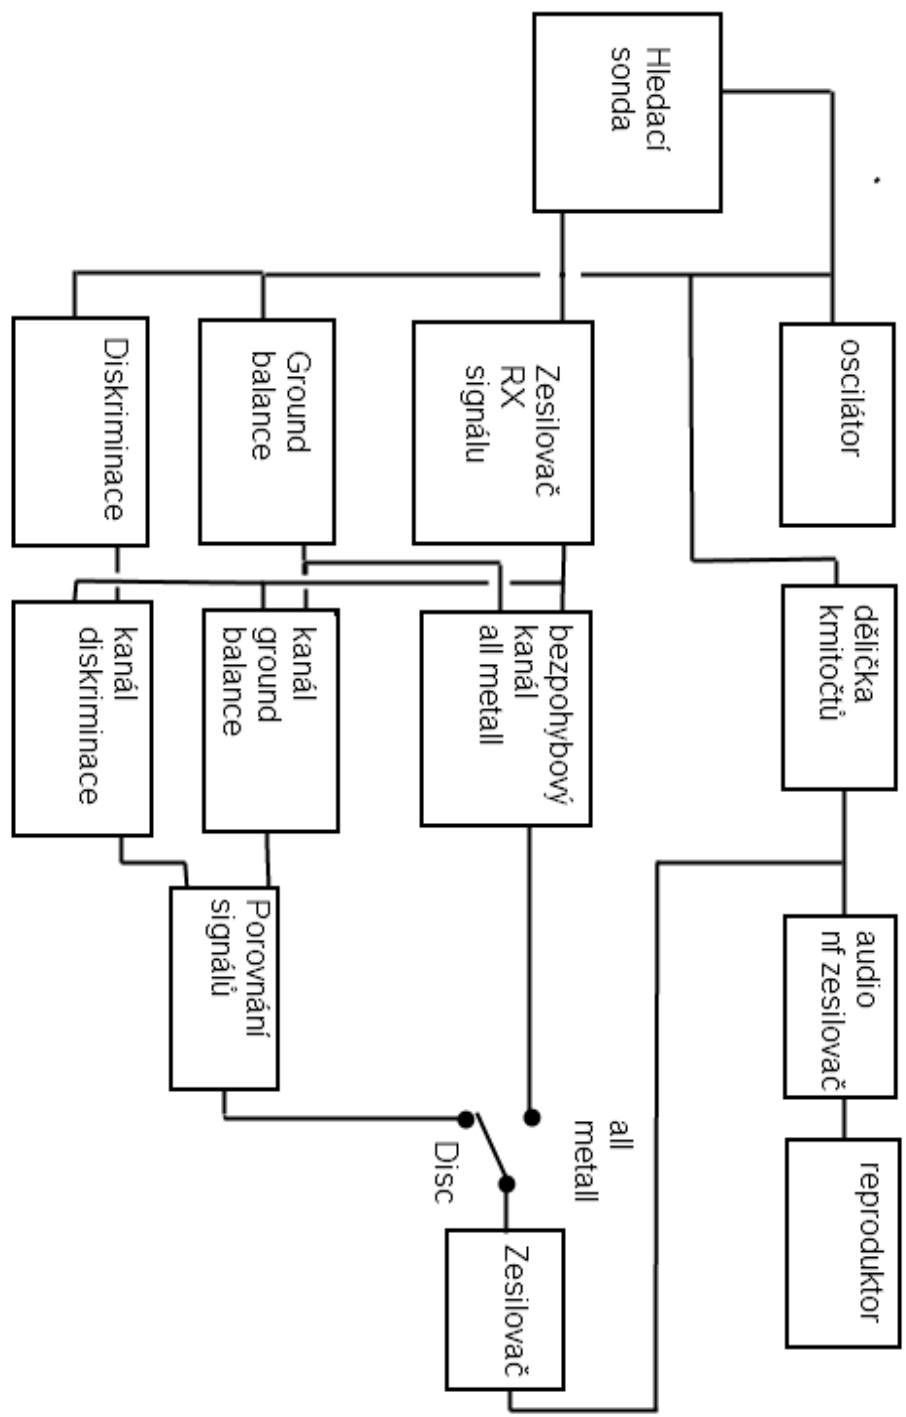 oscilátor
dělička
kmitočtů
audio
nf zesilovač
reproduktor
Hledací
sonda
Zesilovač
RX
signálu
bezpohybový
kanál
all metall
all
metall
Disc
Zesilovač
Ground
balance
kanál
ground
balance
Porovnání
signálů
Diskriminace
kanál
diskriminace